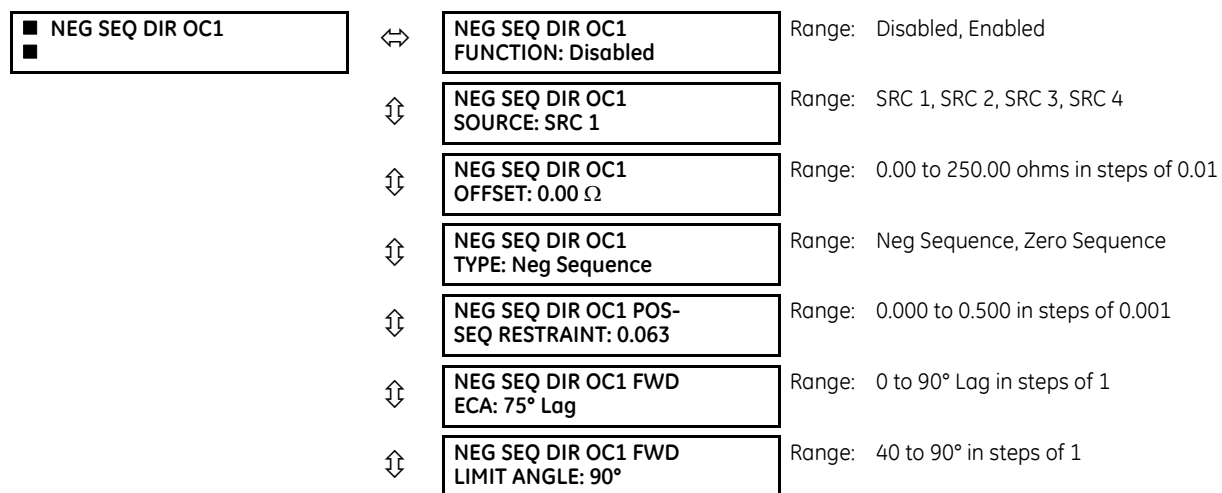 ■ NEG SEQ DIR OC1
■
NEG SEQ DIR OC1
FUNCTION: Disabled
Range: Disabled, Enabled
NEG SEQ DIR OC1
SOURCE: SRC 1
Range: SRC 1, SRC 2, SRC 3, SRC 4
NEG SEQ DIR OC1
OFFSET: 0.00 Ω
Range: 0.00 to 250.00 ohms in steps of 0.01
NEG SEQ DIR OC1
TYPE: Neg Sequence
Range: Neg Sequence, Zero Sequence
NEG SEQ DIR OC1 POS-
SEQ RESTRAINT: 0.063
Range: 0.000 to 0.500 in steps of 0.001
NEG SEQ DIR OC1 FWD
ECA: 75° Lag
Range: 0 to 90° Lag in steps of 1
NEG SEQ DIR OC1 FWD
LIMIT ANGLE: 90°
Range: 40 to 90° in steps of 1